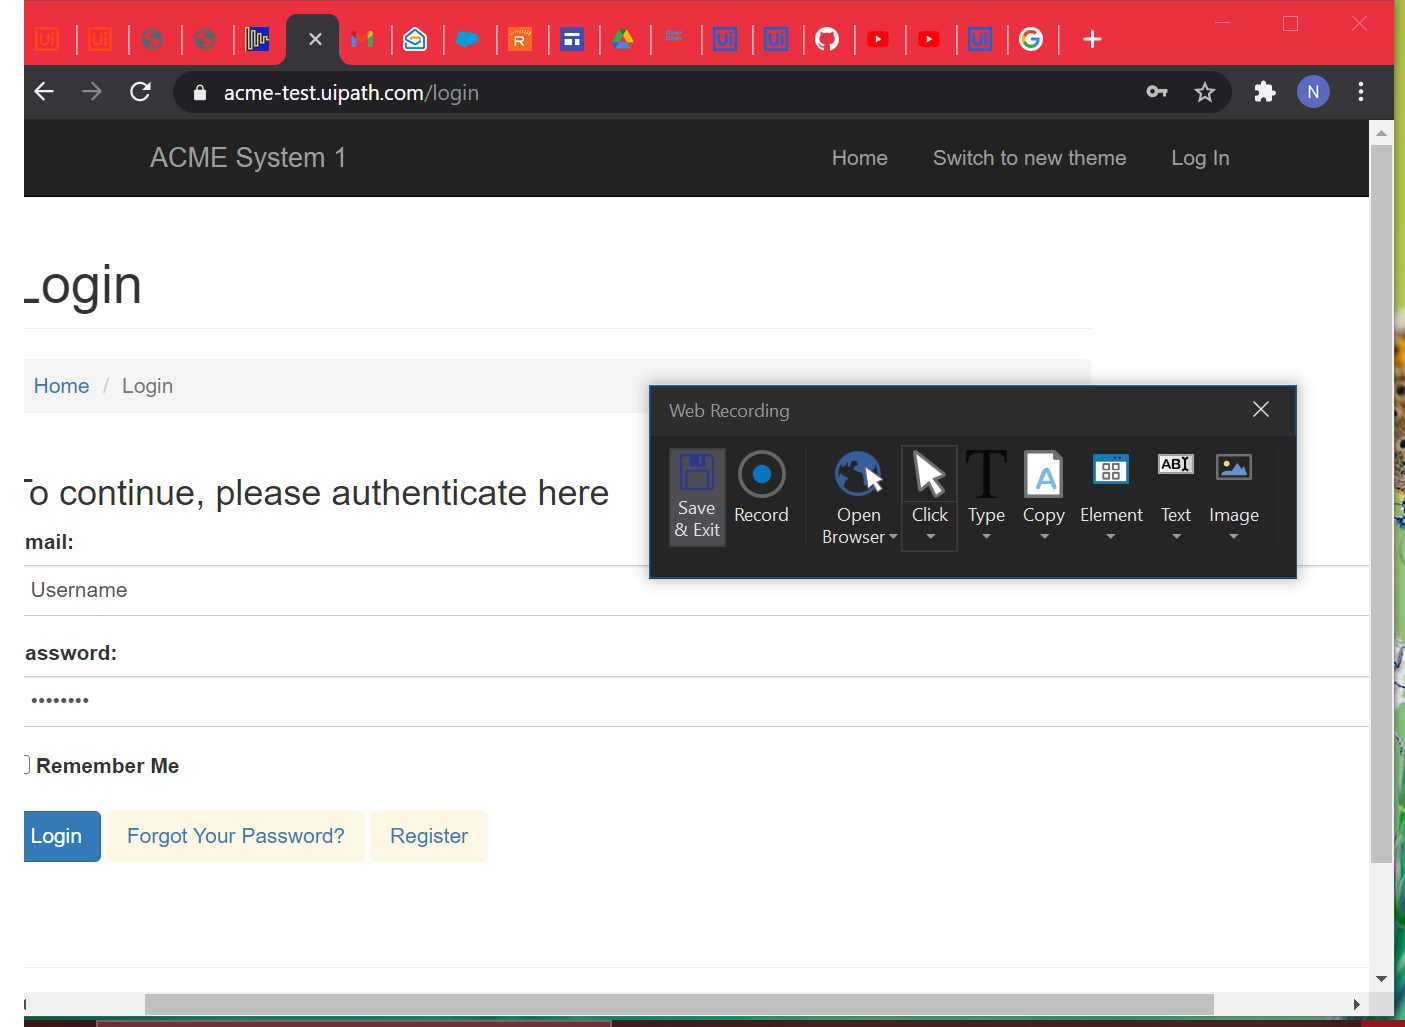 acme-test.uipath.com/login
N
ACME System 1
Home
Switch to new theme
Log In
Login
Home / Login
Web Recording
Save
& Exit
Record
Open
Browser
Click
Type
Copy
Element
Text
Image
To continue, please authenticate here
mail:
Username
assword:
••••••••
Remember Me
Login
Forgot Your Password?
Register